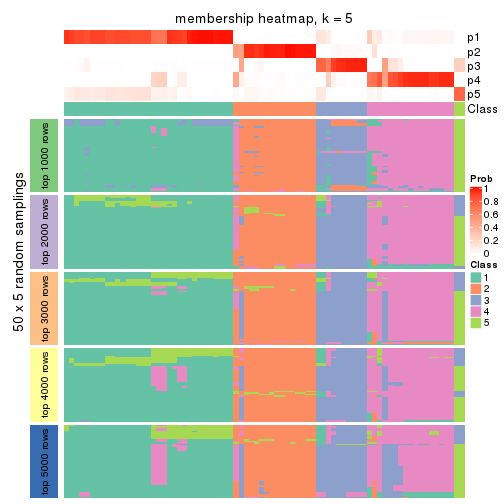 membership heatmap, k = 5
p1
p2
p3
p4
p5
Class
50 x 5 random samplings
top 1000 rows
top 2000 rows
top 3000 rows
top 4000 rows
top 5000 rows
Prob
1
0.8
0.6
0.4
0.2
0
Class
1
2
3
4
5